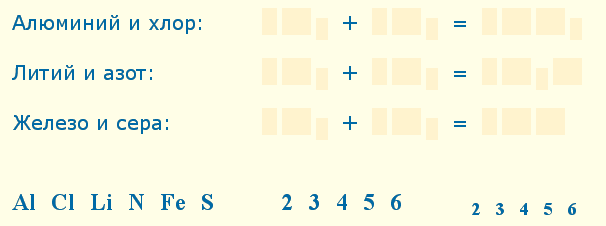 Алюминий и хлор: + =
Литий и азот: + =
Железо и сера: + =
Al Cl Li N Fe S 2 3 4 5 6 2 3 4 5 6